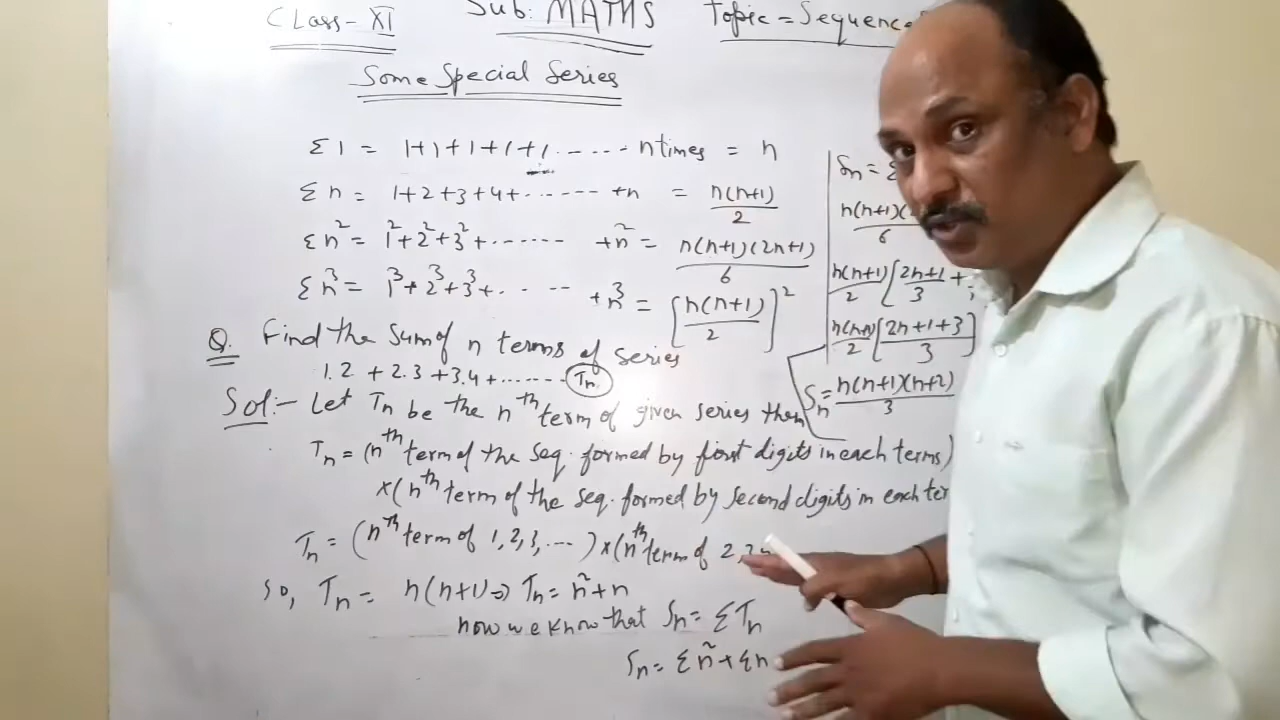 Class-XI Sub: MATHS Topic = Sequence
Some Special Series
Σ1 = 1+1+1+1+1...... n times = n
Σn = 1+2+3+4+....... +n = n(n+1)/2
Σn² = 1²+2²+3²+....... +n² = n(n+1)(2n+1)/6
Σn³ = 1³+2³+3³+....... +n³ = [n(n+1)/2]²
Q. Find the sum of n terms of series
1.2 + 2.3 + 3.4 +....... Tn
Sol:- Let Tn be the nth term of given series then
Tn = (nth term of the seq. formed by first digits in each terms)
×(nth term of the seq. formed by second digits in each
Tn = (nth term of 1,2,3,...) ×(nth term of 2,3
so, Tn = n(n+1) => Tn = n²+n
now we know that Sn = ΣTn
Sn = Σn² + Σn
Sn = Σ
n(n+1)(
6
n(n+1)/2 [2n+1/3 +
n(n+1)/2 [2n+1+3/3]
Sn = n(n+1)(n+2)/3